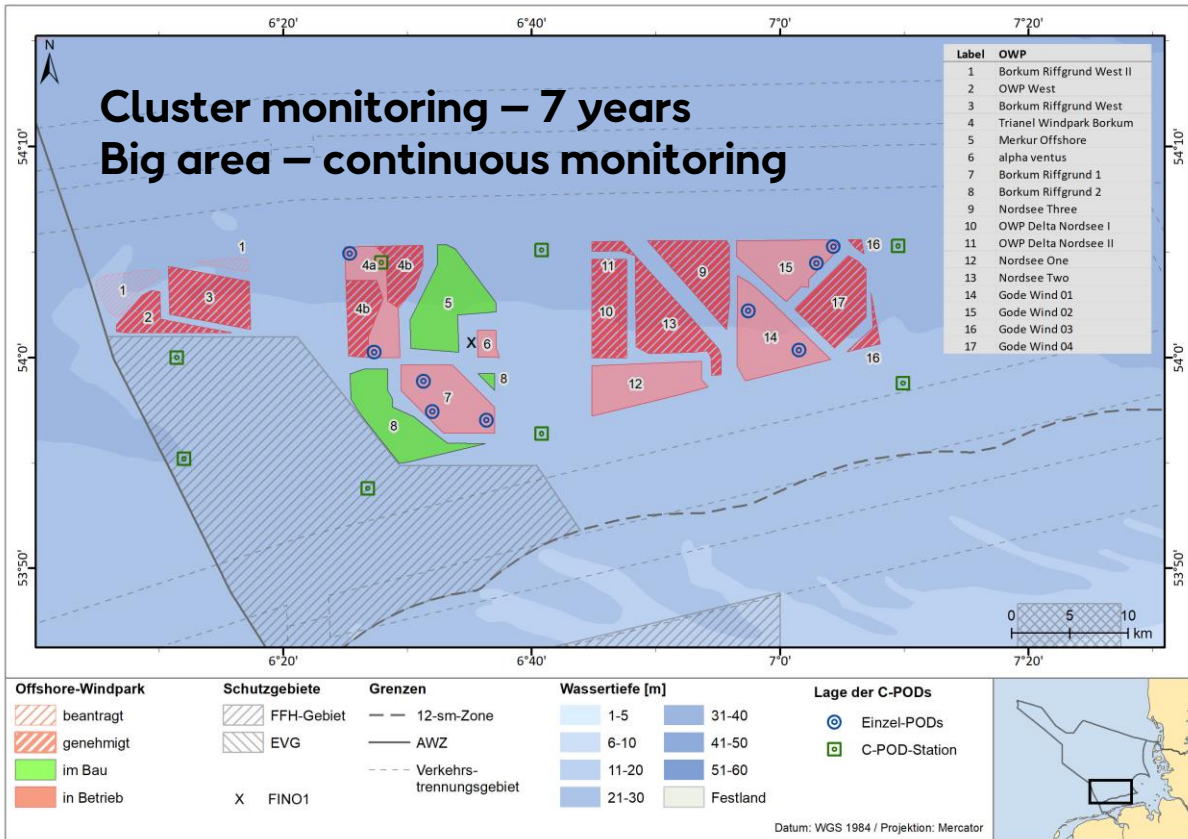 6°20'
6°40'
7°0'
7°20'
N
Cluster monitoring – 7 years
Big area – continuous monitoring
Label OWP
1 Borkum Riffgrund West II
2 OWP West
3 Borkum Riffgrund West
4 Trianel Windpark Borkum
5 Merkur Offshore
6 alpha ventus
7 Borkum Riffgrund 1
8 Borkum Riffgrund 2
9 Nordsee Three
10 OWP Delta Nordsee I
11 OWP Delta Nordsee II
12 Nordsee One
13 Nordsee Two
14 Gode Wind 01
15 Gode Wind 02
16 Gode Wind 03
17 Gode Wind 04
54°10'
54°10'
1
4a
4b
11
9
15
16
1
3
2
4b
5
10
13
17
X
6
14
54°0'
54°0'
16
8
7
12
8
53°50'
53°50'
0 5 10
km
6°20'
6°40'
7°0'
7°20'
Offshore-Windpark
beantragt
genehmigt
im Bau
in Betrieb
Schutzgebiete
FFH-Gebiet
EVG
X FINO1
Grenzen
12-sm-Zone
AWZ
Verkehrs-
trennungsgebiet
Wassertiefe [m]
1-5
6-10
11-20
21-30
31-40
41-50
51-60
Festland
Lage der C-PODs
Einzel-PODs
C-POD-Station
Datum: WGS 1984 / Projektion: Mercator